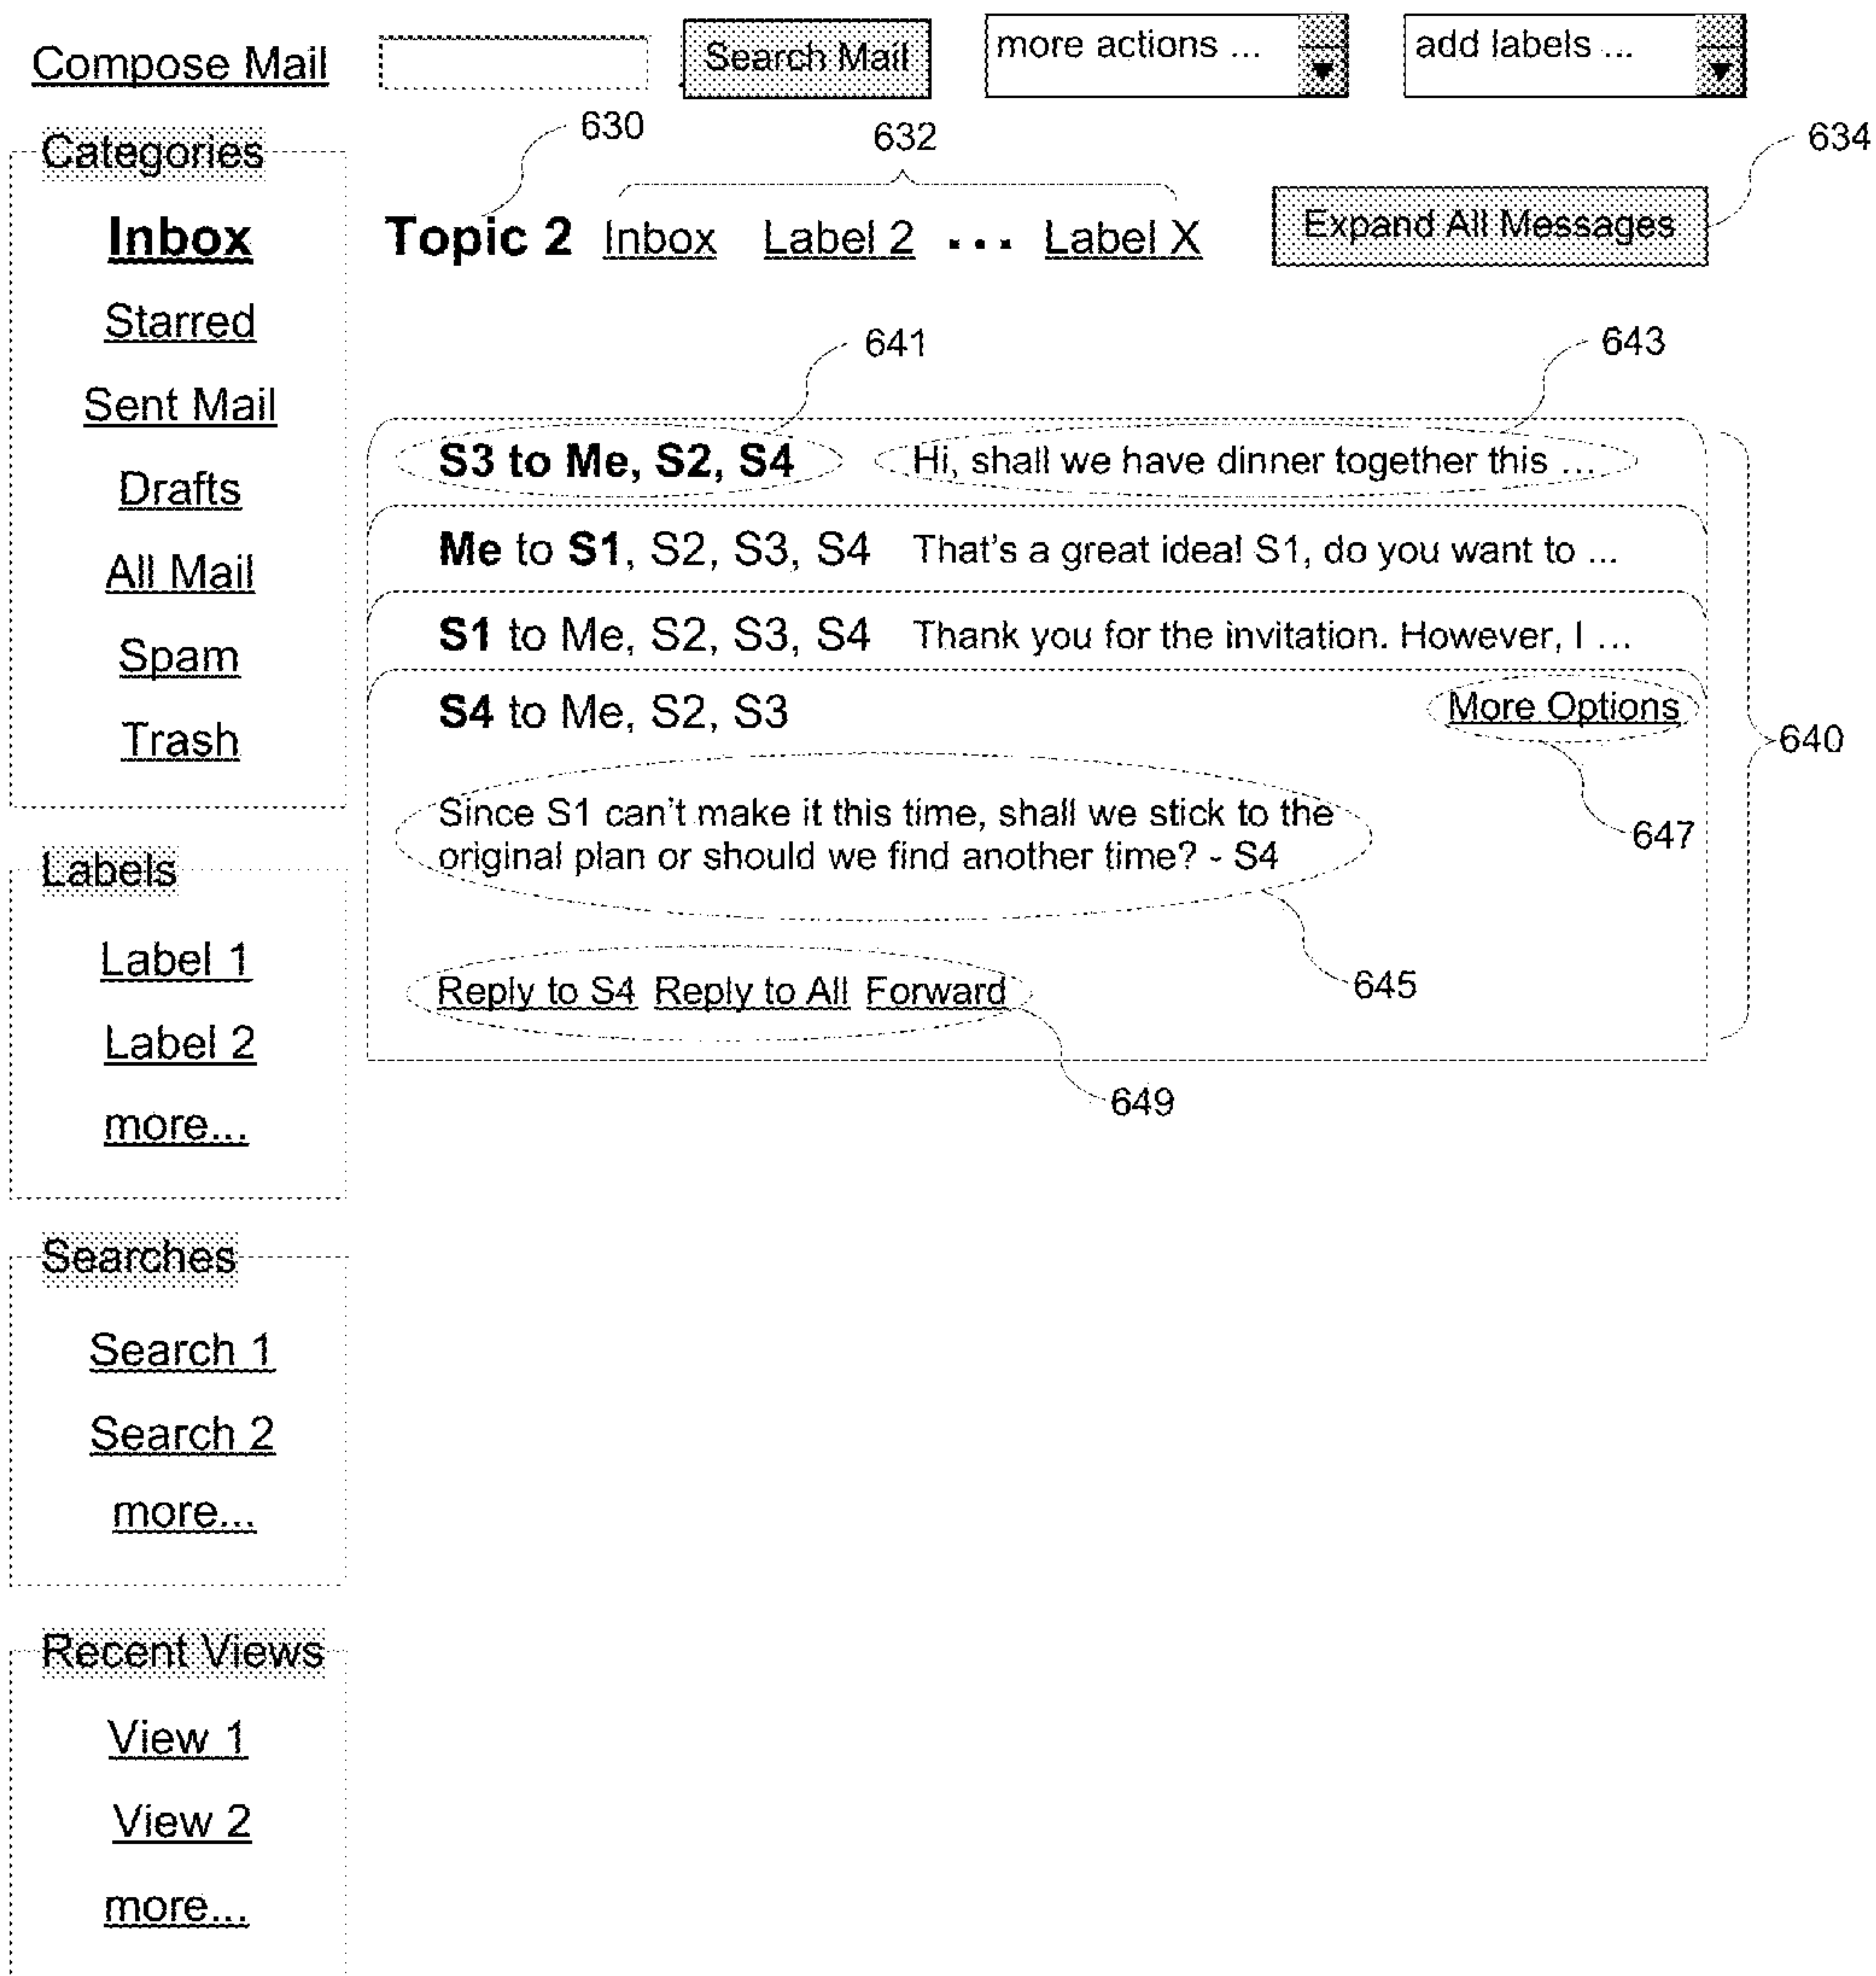 Compose Mail
Search Mail
more actions ...
add labels ...
630
632
634
Categories
Inbox
Starred
Sent Mail
Drafts
All Mail
Spam
Trash
Topic 2 Inbox Label 2 ... Label X
Expand All Messages
641
643
S3 to Me, S2, S4 Hi, shall we have dinner together this ...
Me to S1, S2, S3, S4 That's a great idea! S1, do you want to ...
S1 to Me, S2, S3, S4 Thank you for the invitation. However, I ...
S4 to Me, S2, S3 More Options
640
647
Since S1 can't make it this time, shall we stick to the
original plan or should we find another time? - S4
645
Reply to S4 Reply to All Forward
649
Labels
Label 1
Label 2
more...
Searches
Search 1
Search 2
more...
Recent Views
View 1
View 2
more...